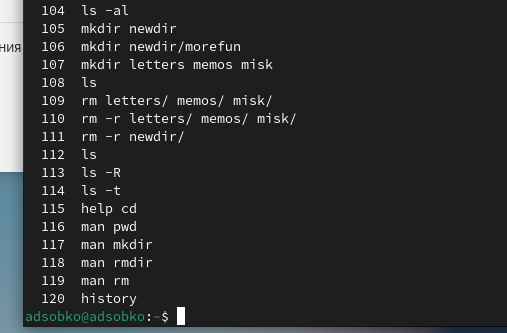 104 ls -al
105 mkdir newdir
ния
106 mkdir newdir/morefun
107 mkdir letters memos misk
108 ls
109 rm letters/ memos/ misk/
110 rm -r letters/ memos/ misk/
111 rm -r newdir/
112 ls
113 ls -R
114 ls -t
115 help cd
116 man pwd
117 man mkdir
118 man rmdir
119 man rm
120 history
adsobko@adsobko:~$